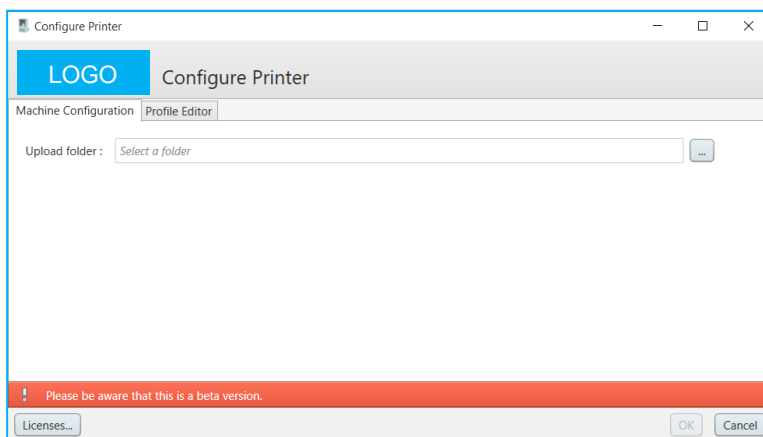 Configure Printer
LOGO
Configure Printer
Machine Configuration Profile Editor
Upload folder : Select a folder ...
Please be aware that this is a beta version.
Licenses... OK Cancel